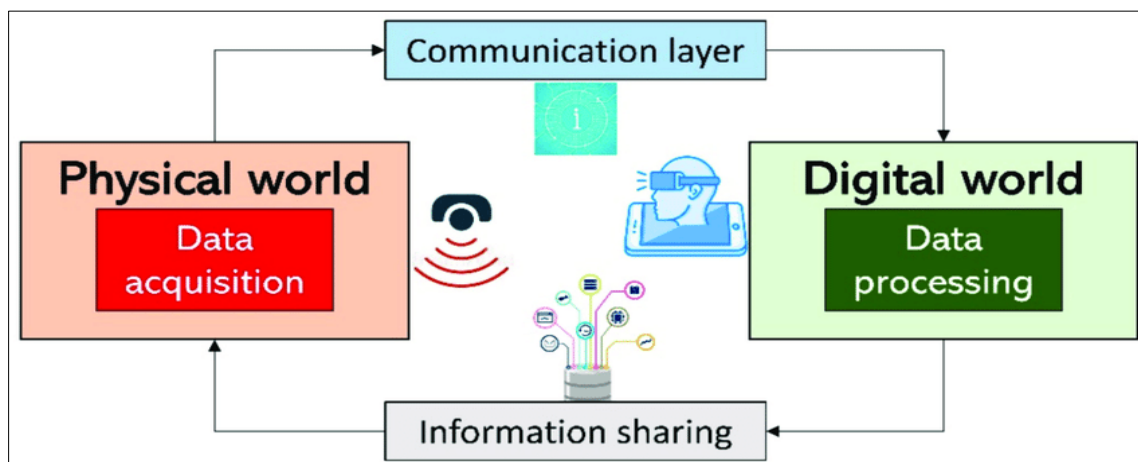 Communication layer
i
Physical world
Data
acquisition
Digital world
Data
processing
Information sharing